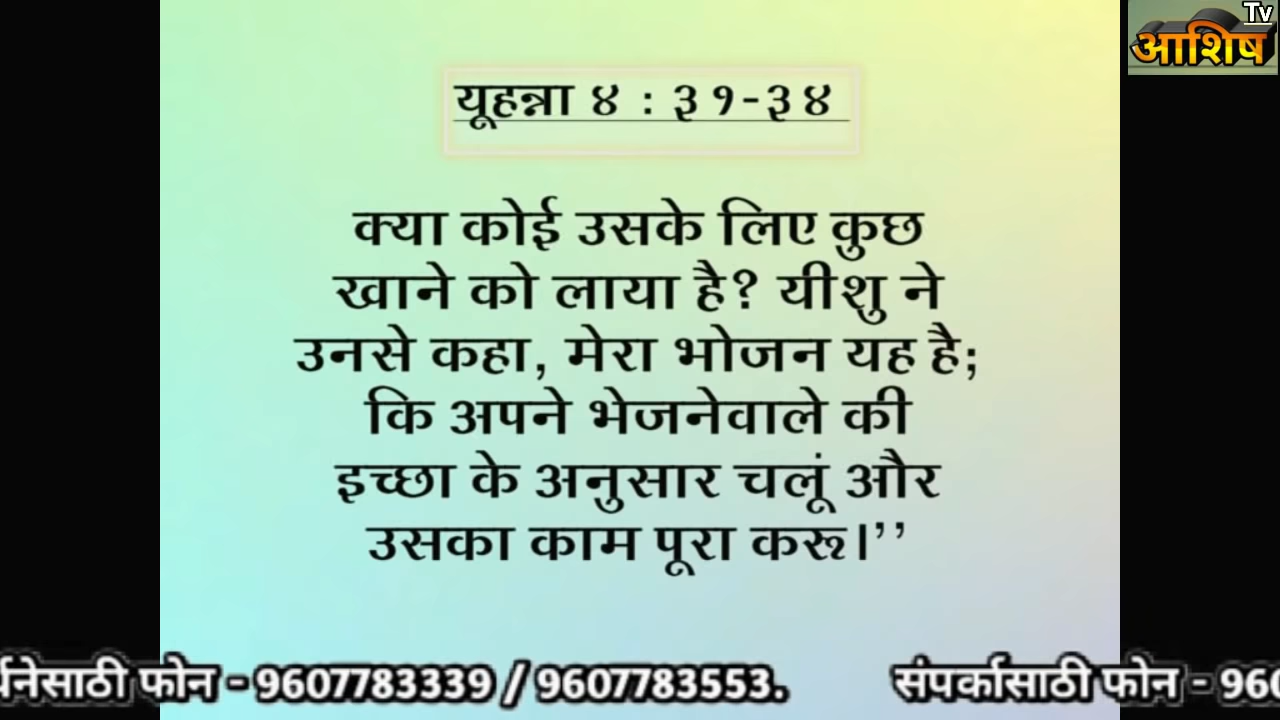 Tv
आशिष
यूहन्ना ४ : ३१-३४
क्या कोई उसके लिए कुछ
खाने को लाया है? यीशु ने
उनसे कहा, मेरा भोजन यह है;
कि अपने भेजनेवाले की
इच्छा के अनुसार चलूं और
उसका काम पूरा करू।’’
फोन - 9607783339 / 9607783553. संपर्कासाठी फोन - 960